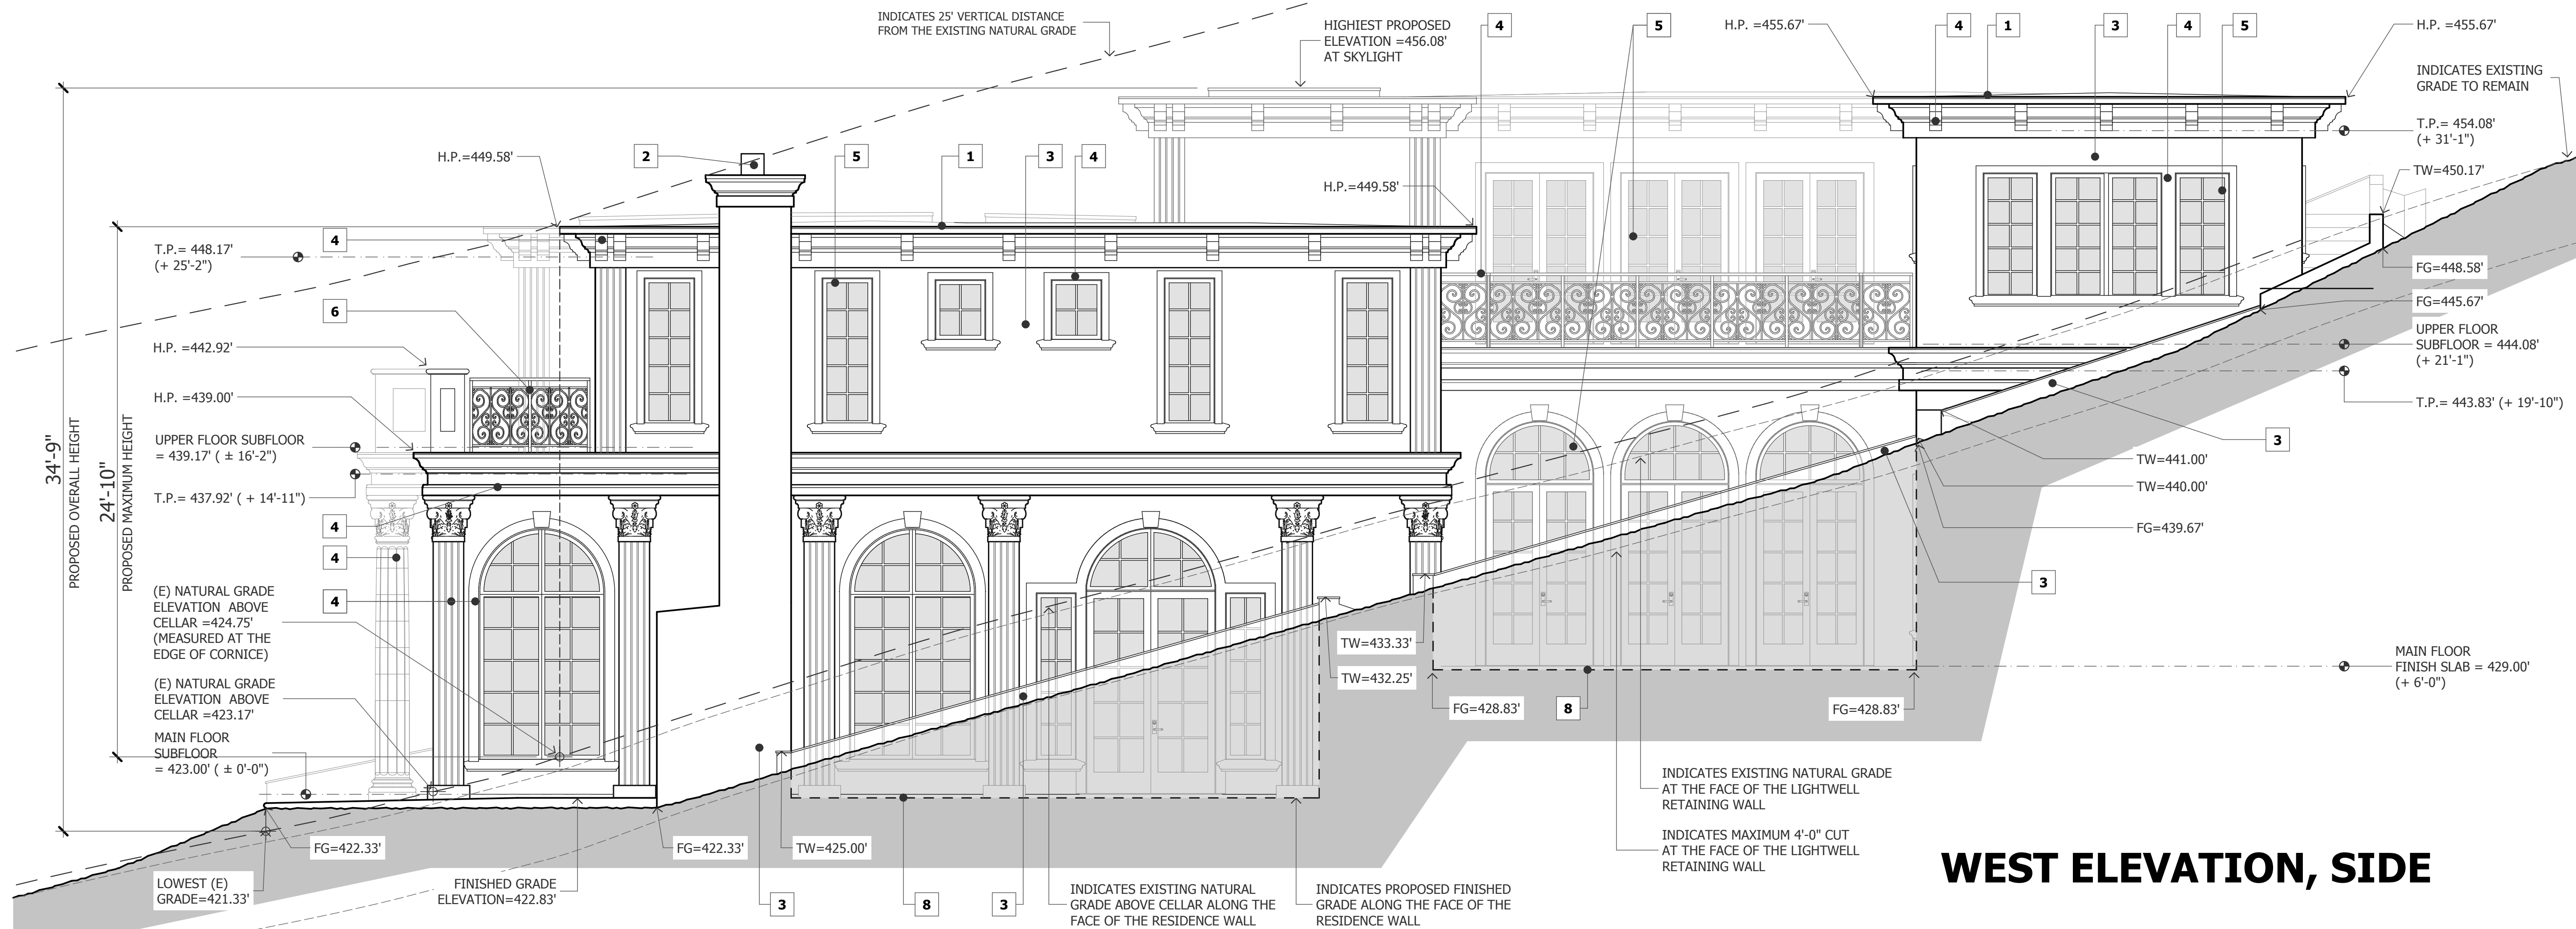 INDICATES 25' VERTICAL DISTANCE
FROM THE EXISTING NATURAL GRADE
HIGHIEST PROPOSED
ELEVATION =456.08'
AT SKYLIGHT
4
5
H.P. =455.67'
4
1
3
4
5
H.P. =455.67'
INDICATES EXISTING
GRADE TO REMAIN
T.P.= 454.08'
(+ 31'-1")
TW=450.17'
FG=448.58'
FG=445.67'
UPPER FLOOR
SUBFLOOR = 444.08'
(+ 21'-1")
T.P.= 443.83' (+ 19'-10")
3
TW=441.00'
TW=440.00'
FG=439.67'
3
MAIN FLOOR
FINISH SLAB = 429.00'
(+ 6'-0")
H.P.=449.58'
2
5
1
3
4
H.P.=449.58'
T.P.= 448.17'
(+ 25'-2")
4
6
H.P. =442.92'
H.P. =439.00'
UPPER FLOOR SUBFLOOR
= 439.17' ( ± 16'-2")
T.P.= 437.92' ( + 14'-11")
4
4
4
34'-9"
PROPOSED OVERALL HEIGHT
24'-10"
PROPOSED MAXIMUM HEIGHT
(E) NATURAL GRADE
ELEVATION ABOVE
CELLAR =424.75'
(MEASURED AT THE
EDGE OF CORNICE)
(E) NATURAL GRADE
ELEVATION ABOVE
CELLAR =423.17'
MAIN FLOOR
SUBFLOOR
= 423.00' ( ± 0'-0")
TW=433.33'
TW=432.25'
FG=428.83'
8
FG=428.83'
FG=422.33'
FG=422.33'
TW=425.00'
LOWEST (E)
GRADE=421.33'
FINISHED GRADE
ELEVATION=422.83'
3
8
3
INDICATES EXISTING NATURAL
GRADE ABOVE CELLAR ALONG THE
FACE OF THE RESIDENCE WALL
INDICATES PROPOSED FINISHED
GRADE ALONG THE FACE OF THE
RESIDENCE WALL
INDICATES EXISTING NATURAL GRADE
AT THE FACE OF THE LIGHTWELL
RETAINING WALL
INDICATES MAXIMUM 4'-0" CUT
AT THE FACE OF THE LIGHTWELL
RETAINING WALL
WEST ELEVATION, SIDE